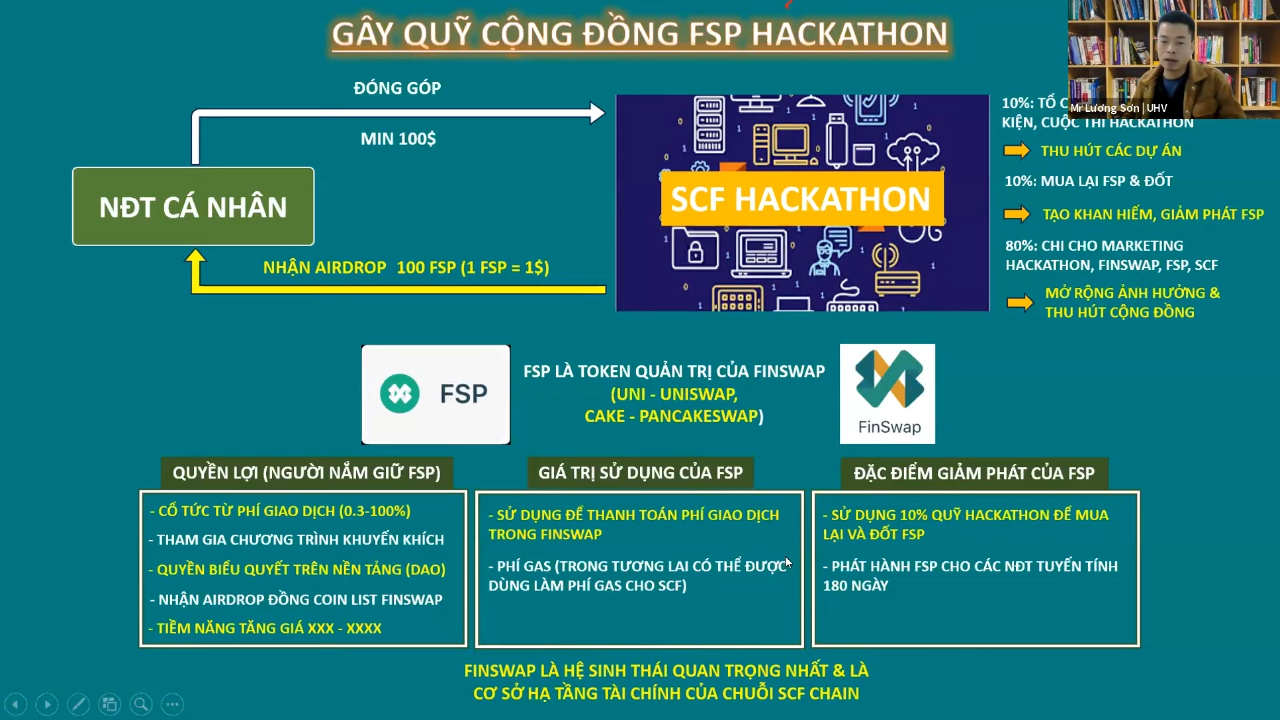 GÂY QUỸ CỘNG ĐỒNG FSP HACKATHON
Mr Lương Sơn | UHV
ĐÓNG GÓP
MIN 100$
NĐT CÁ NHÂN
NHẬN AIRDROP 100 FSP (1 FSP = 1$)
SCF HACKATHON
10%: TỔ
KIỆN, CUỘC THI HACKATHON
THU HÚT CÁC DỰ ÁN
10%: MUA LẠI FSP & ĐỐT
TẠO KHAN HIẾM, GIẢM PHÁT FSP
80%: CHI CHO MARKETING
HACKATHON, FINSWAP, FSP, SCF
MỞ RỘNG ẢNH HƯỞNG &
THU HÚT CỘNG ĐỒNG
FSP
FSP LÀ TOKEN QUẢN TRỊ CỦA FINSWAP
(UNI - UNISWAP,
CAKE - PANCAKESWAP)
FinSwap
QUYỀN LỢI (NGƯỜI NẮM GIỮ FSP)
- CỔ TỨC TỪ PHÍ GIAO DỊCH (0.3-100%)
- THAM GIA CHƯƠNG TRÌNH KHUYẾN KHÍCH
- QUYỀN BIỂU QUYẾT TRÊN NỀN TẢNG (DAO)
- NHẬN AIRDROP ĐỒNG COIN LIST FINSWAP
- TIỀM NĂNG TĂNG GIÁ XXX - XXXX
GIÁ TRỊ SỬ DỤNG CỦA FSP
- SỬ DỤNG ĐỂ THANH TOÁN PHÍ GIAO DỊCH
TRONG FINSWAP
- PHÍ GAS (TRONG TƯƠNG LAI CÓ THỂ ĐƯỢC
DÙNG LÀM PHÍ GAS CHO SCF)
ĐẶC ĐIỂM GIẢM PHÁT CỦA FSP
- SỬ DỤNG 10% QUỸ HACKATHON ĐỂ MUA
LẠI VÀ ĐỐT FSP
- PHÁT HÀNH FSP CHO CÁC NĐT TUYẾN TÍNH
180 NGÀY
FINSWAP LÀ HỆ SINH THÁI QUAN TRỌNG NHẤT & LÀ
CƠ SỞ HẠ TẦNG TÀI CHÍNH CỦA CHUỖI SCF CHAIN